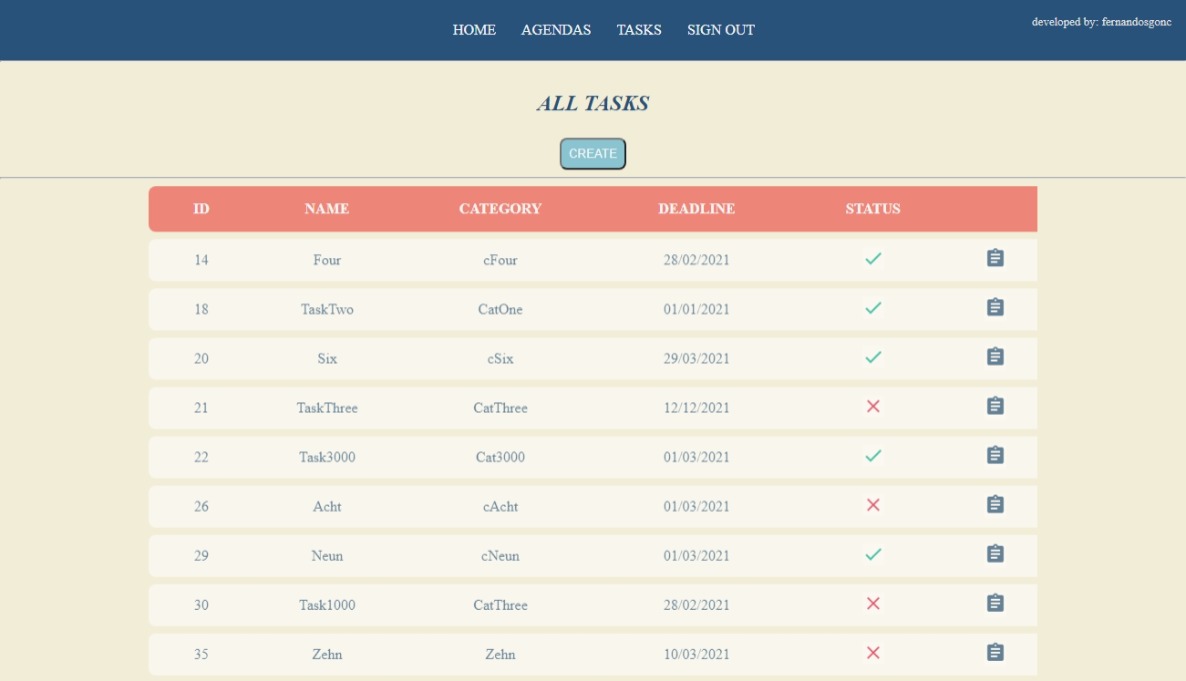 HOME AGENDAS TASKS SIGN OUT developed by: fernandosgonc
ALL TASKS
CREATE
ID NAME CATEGORY DEADLINE STATUS
14 Four cFour 28/02/2021
18 TaskTwo CatOne 01/01/2021
20 Six cSix 29/03/2021
21 TaskThree CatThree 12/12/2021
22 Task3000 Cat3000 01/03/2021
26 Acht cAcht 01/03/2021
29 Neun cNeun 01/03/2021
30 Task1000 CatThree 28/02/2021
35 Zehn Zehn 10/03/2021